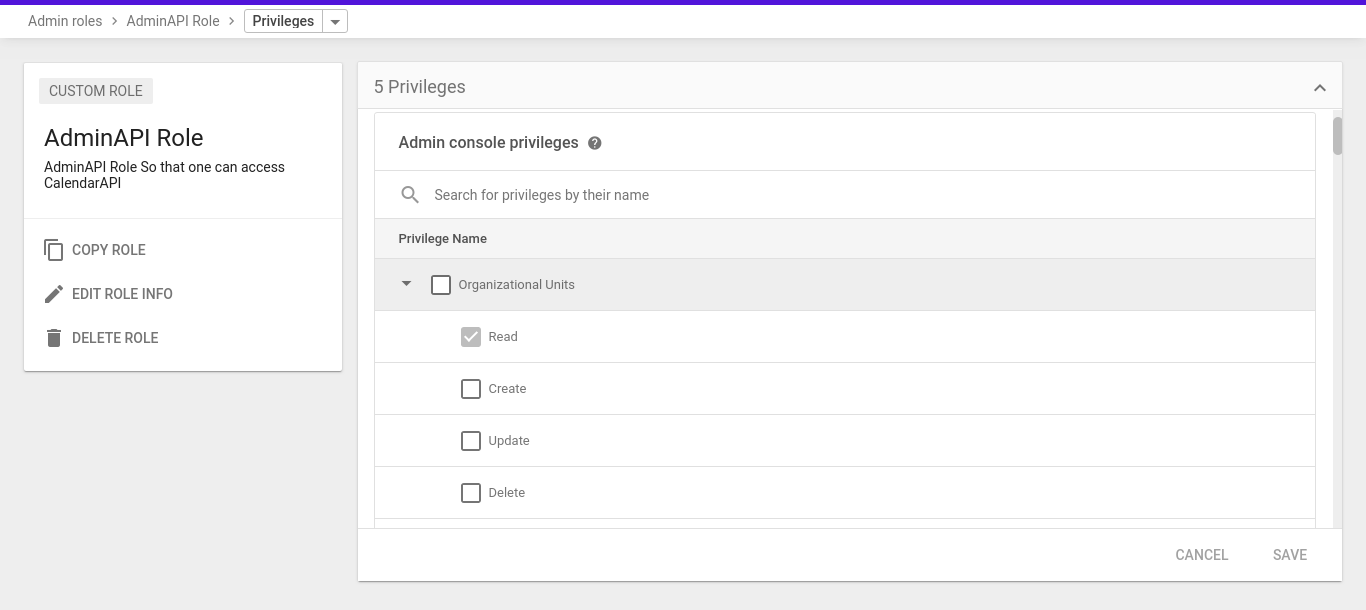 Admin roles > AdminAPI Role > Privileges
CUSTOM ROLE
AdminAPI Role
AdminAPI Role So that one can access
CalendarAPI
COPY ROLE
EDIT ROLE INFO
DELETE ROLE
5 Privileges
Admin console privileges ?
Search for privileges by their name
Privilege Name
Organizational Units
Read
Create
Update
Delete
CANCEL SAVE